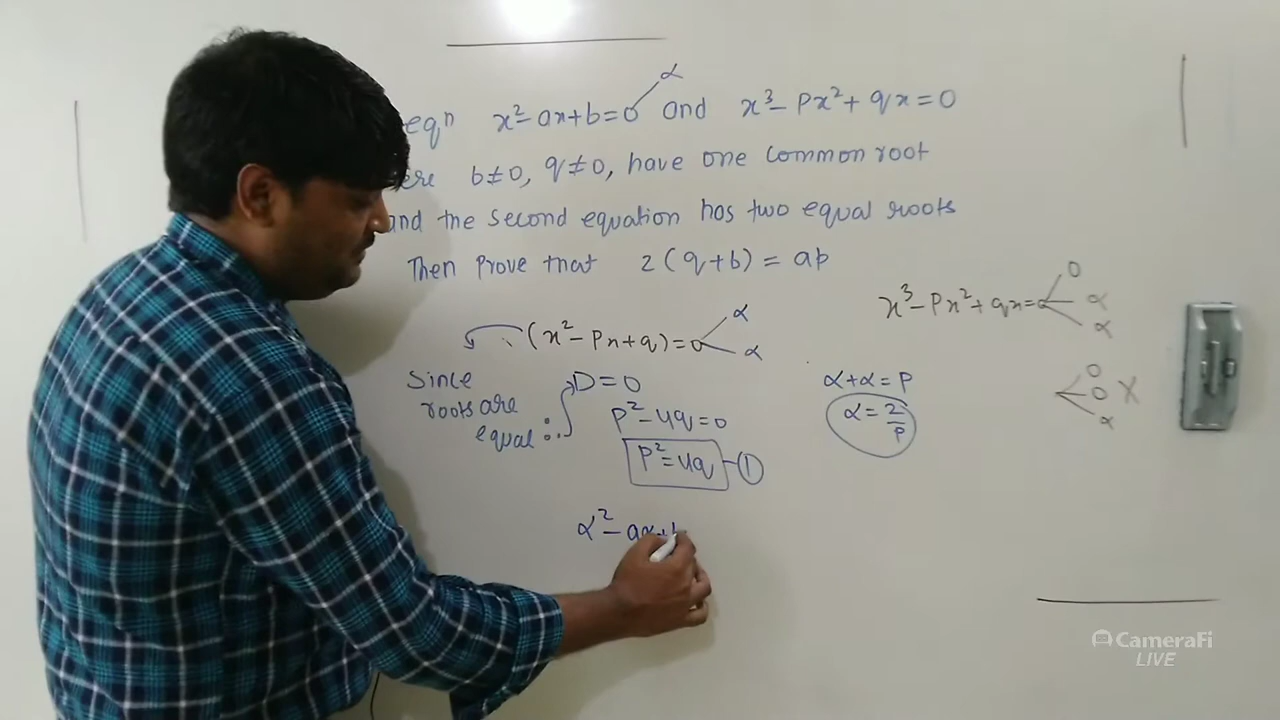 eqⁿ x²-ax+b=0 α and x³-px²+qx=0
ere b≠0, q≠0, have one common root
and the second equation has two equal roots
Then Prove that 2(q+b)=ap
x³-px²+qx=0 0 α α
(x²-px+q)=0 α α
Since roots are equal ∴ D=0
p²-4q=0
p²=4q -①
α+α=p
α=2/p
0 0 α X
α²-aα+b
CameraFi
LIVE